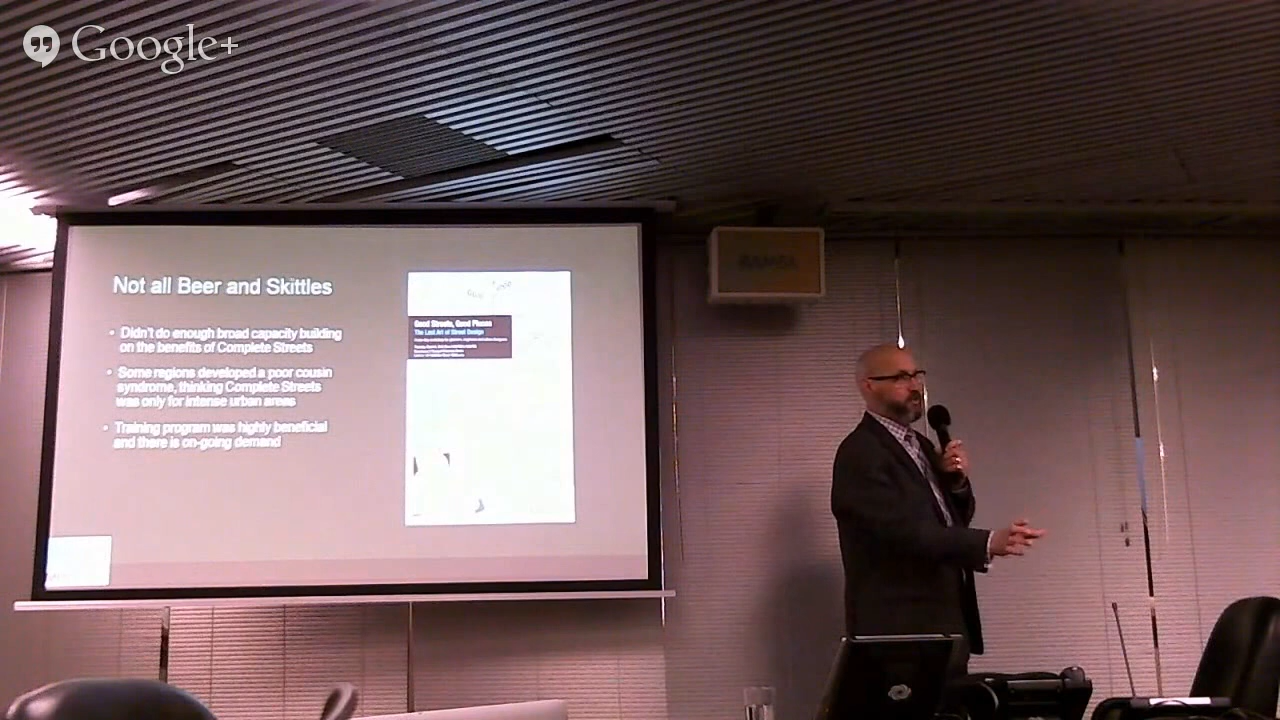 Google+
Not all Beer and Skittles
• Didn't do enough broad capacity building
on the benefits of Complete Streets
• Some regions developed a poor cousin
syndrome, thinking Complete Streets
was only for intense urban areas
• Training program was highly beneficial
and there is on-going demand
Good Streets, Good Places
The Lost Art of Street Design